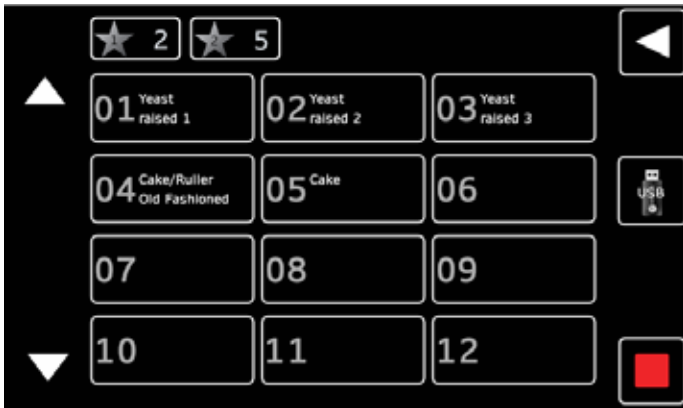 1 2 2 5
01 Yeast raised 1
02 Yeast raised 2
03 Yeast raised 3
04 Cake/Ruller Old Fashioned
05 Cake
06
USB
07
08
09
10
11
12